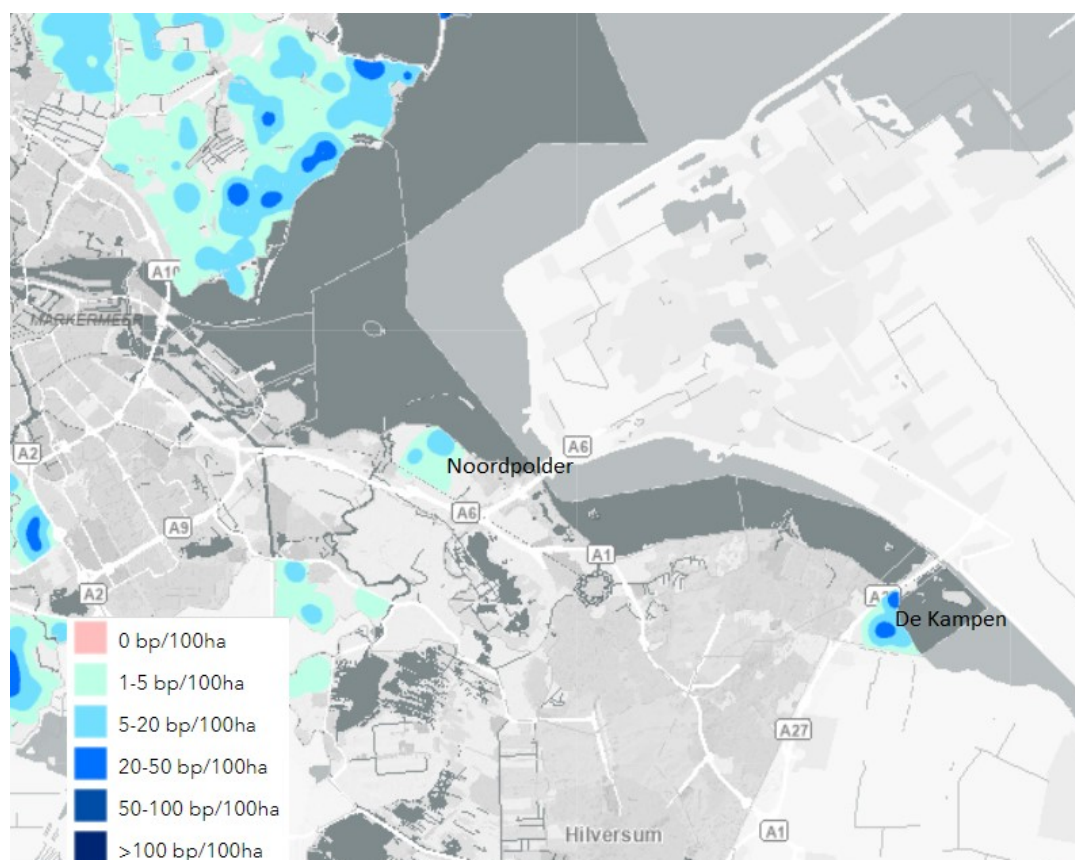 A10
MARKERMEER
A2
A6
Noordpolder
A9
A6
A1
A2
De Kampen
0 bp/100ha
1-5 bp/100ha
5-20 bp/100ha
20-50 bp/100ha
A27
50-100 bp/100ha
Hilversum
A1
>100 bp/100ha